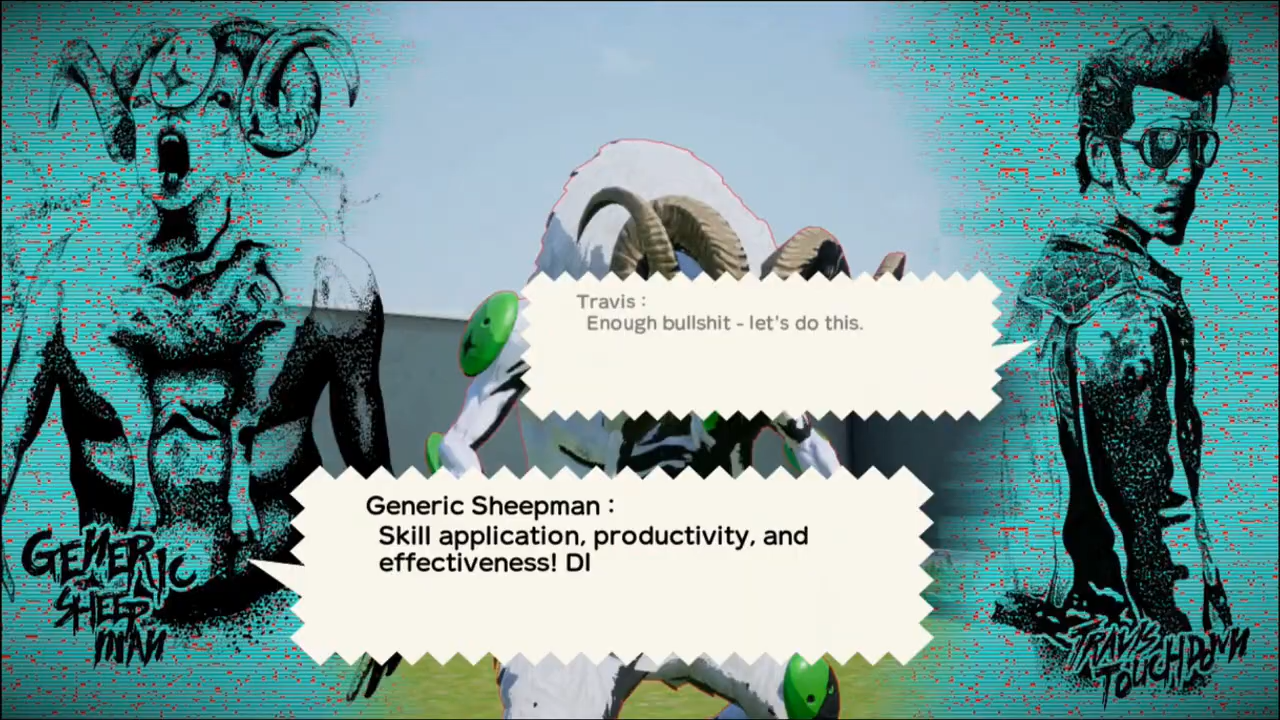 Travis :
Enough bullshit - let's do this.
Generic Sheepman :
Skill application, productivity, and
effectiveness! DI
GENERIC
SHEEP
MAN
TRAVIS
TOUCHDOWN